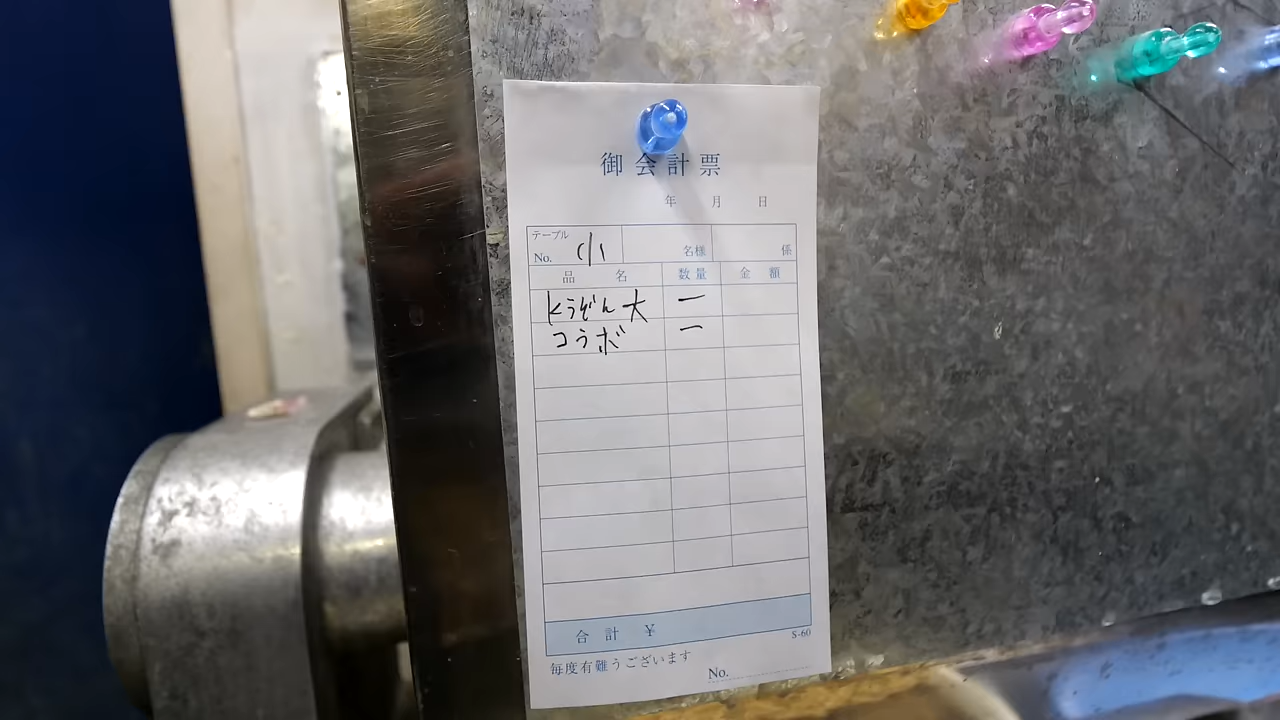 御会計票
年 月 日
テーブル
No. 小 名様 係
品 名 数量 金 額
とうぞん大 一
コラボ 一
合 計 ¥
S-60
毎度有難うございます
No.